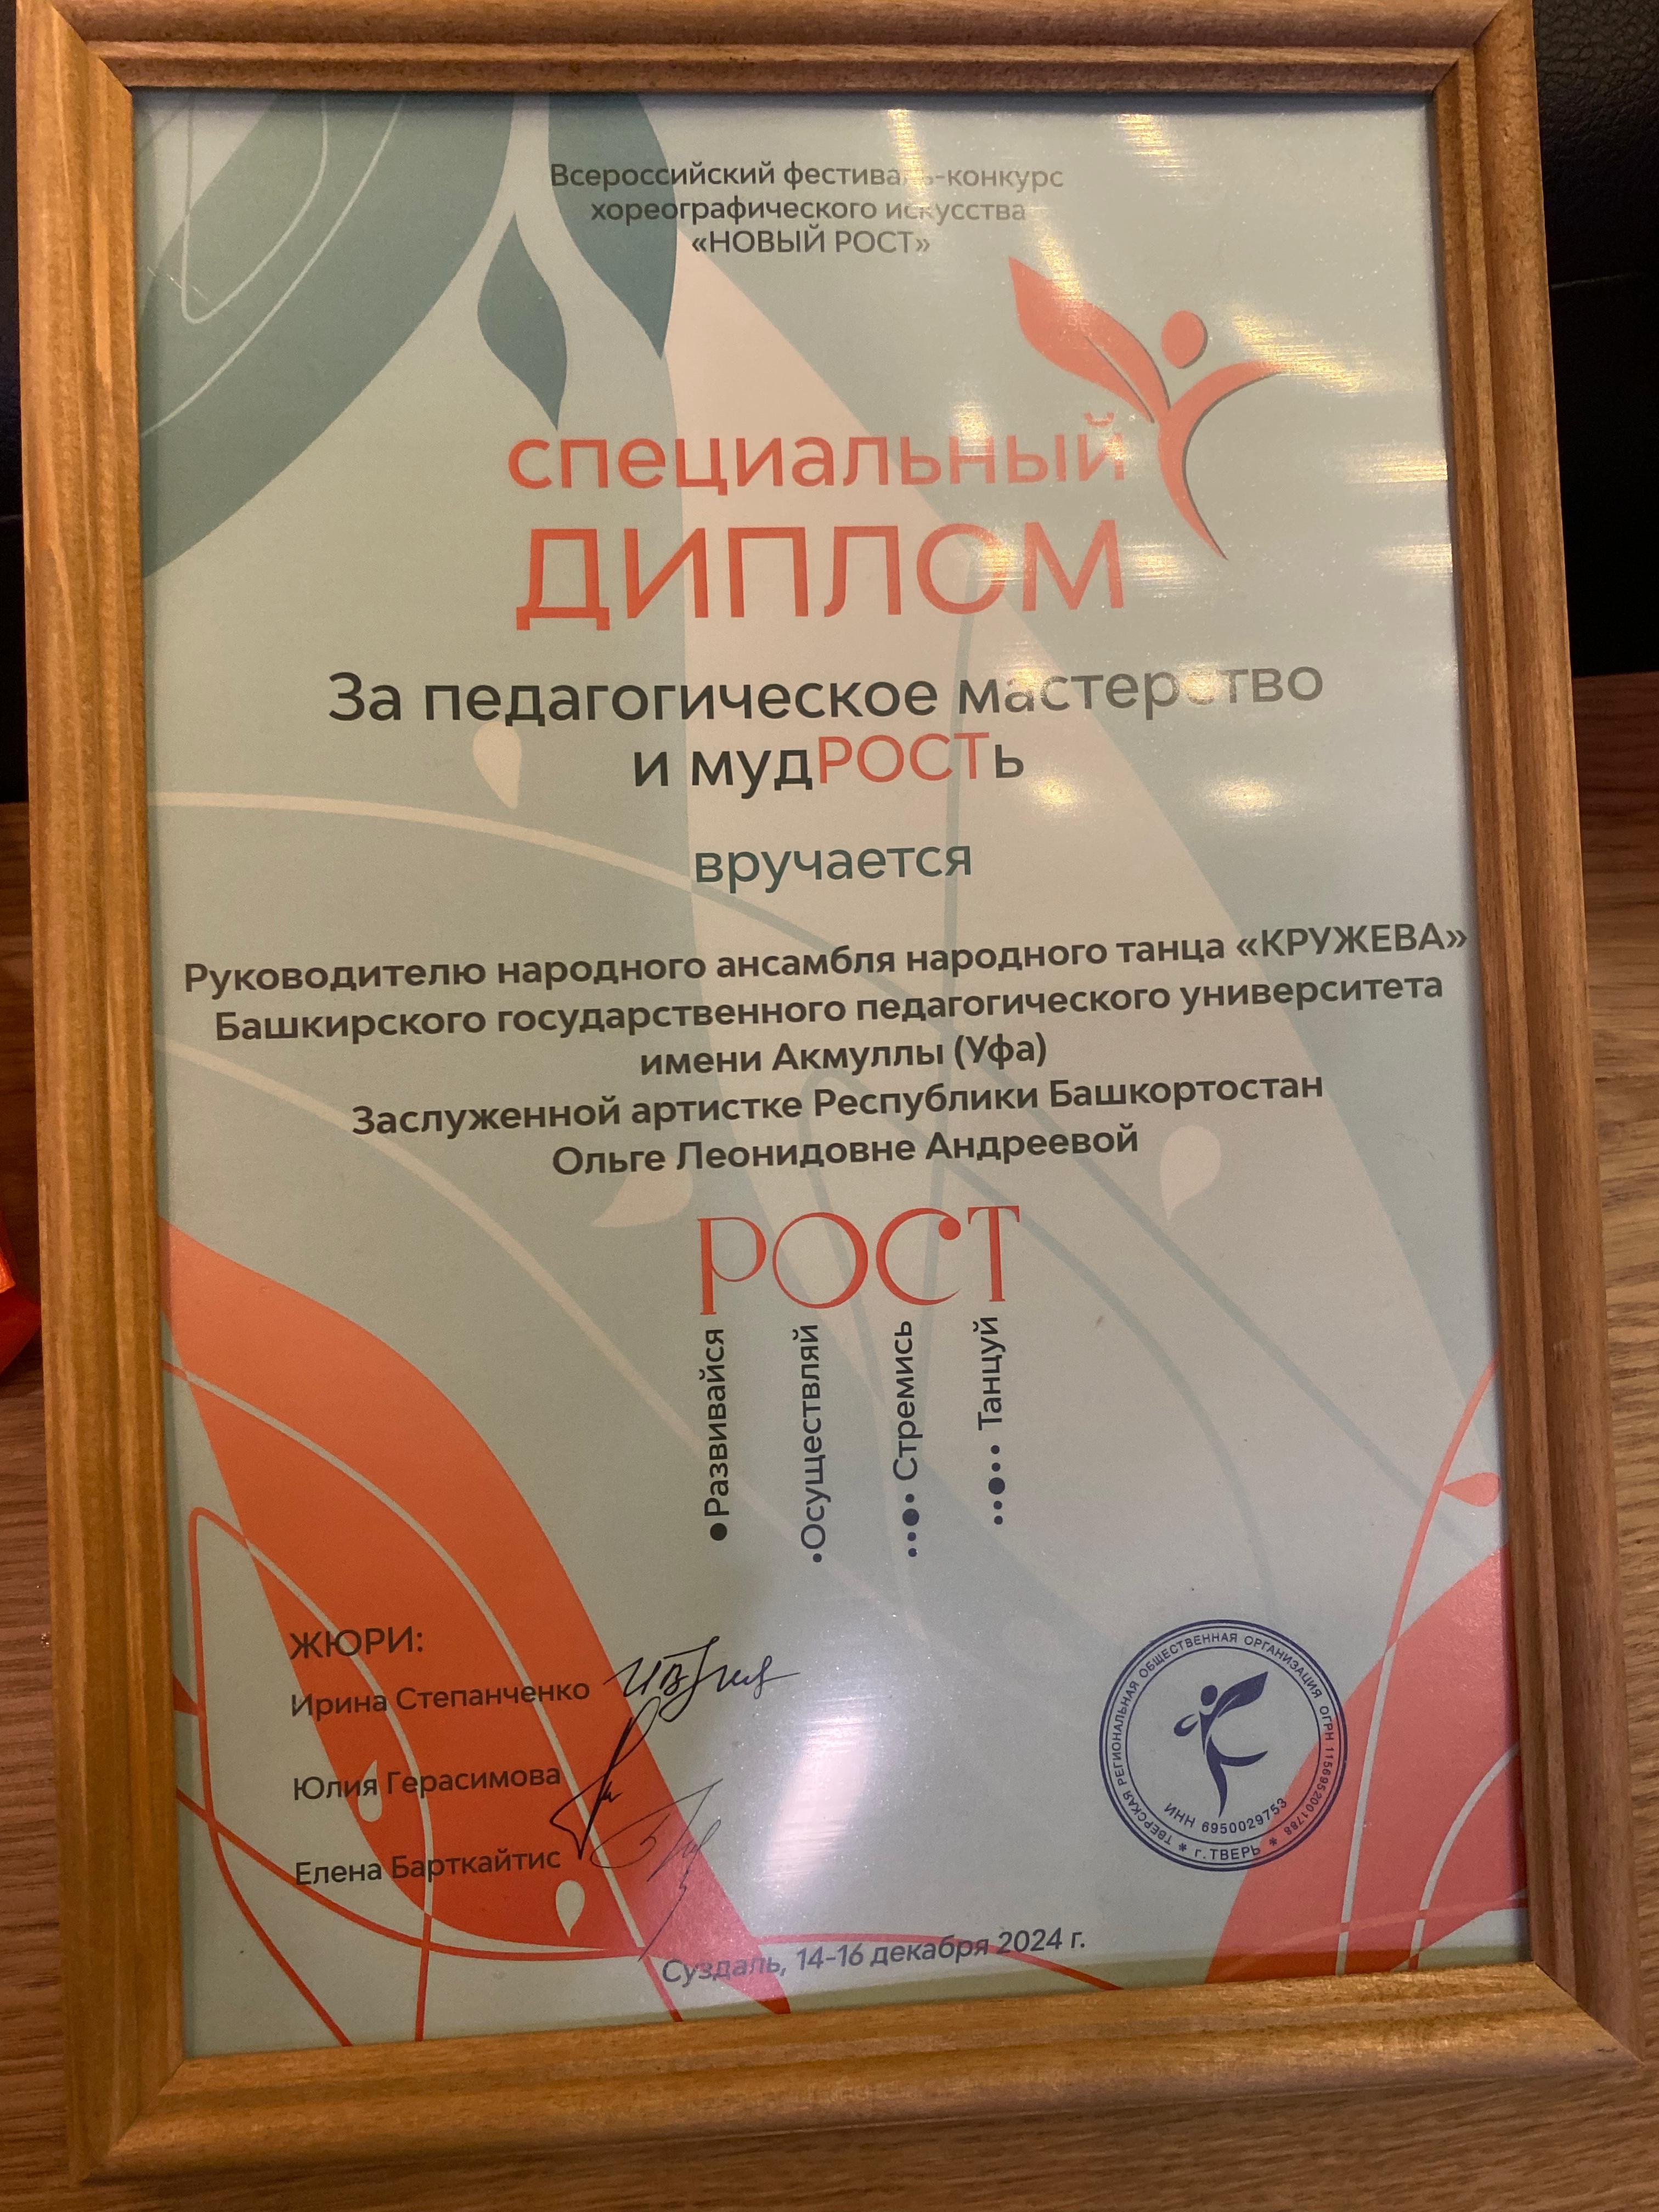 Всероссийский фестиваль-конкурс
хореографического искусства
«НОВЫЙ РОСТ»
специальный
ДИПЛОМ
За педагогическое мастерство
и мудРОСТь
вручается
Руководителю народного ансамбля народного танца «КРУЖЕВА»
Башкирского государственного педагогического университета
имени Акмуллы (Уфа)
Заслуженной артистке Республики Башкортостан
Ольге Леонидовне Андреевой
РОСТ
Развивайся
Осуществляй
Стремись
Танцуй
ЖЮРИ:
Ирина Степанченко
Юлия Герасимова
Елена Барткайтис
ТВЕРСКАЯ РЕГИОНАЛЬНАЯ ОБЩЕСТВЕННАЯ ОРГАНИЗАЦИЯ ОГРН 1156952001788
ИНН 6950029753
* г. ТВЕРЬ *
Суздаль, 14-16 декабря 2024 г.